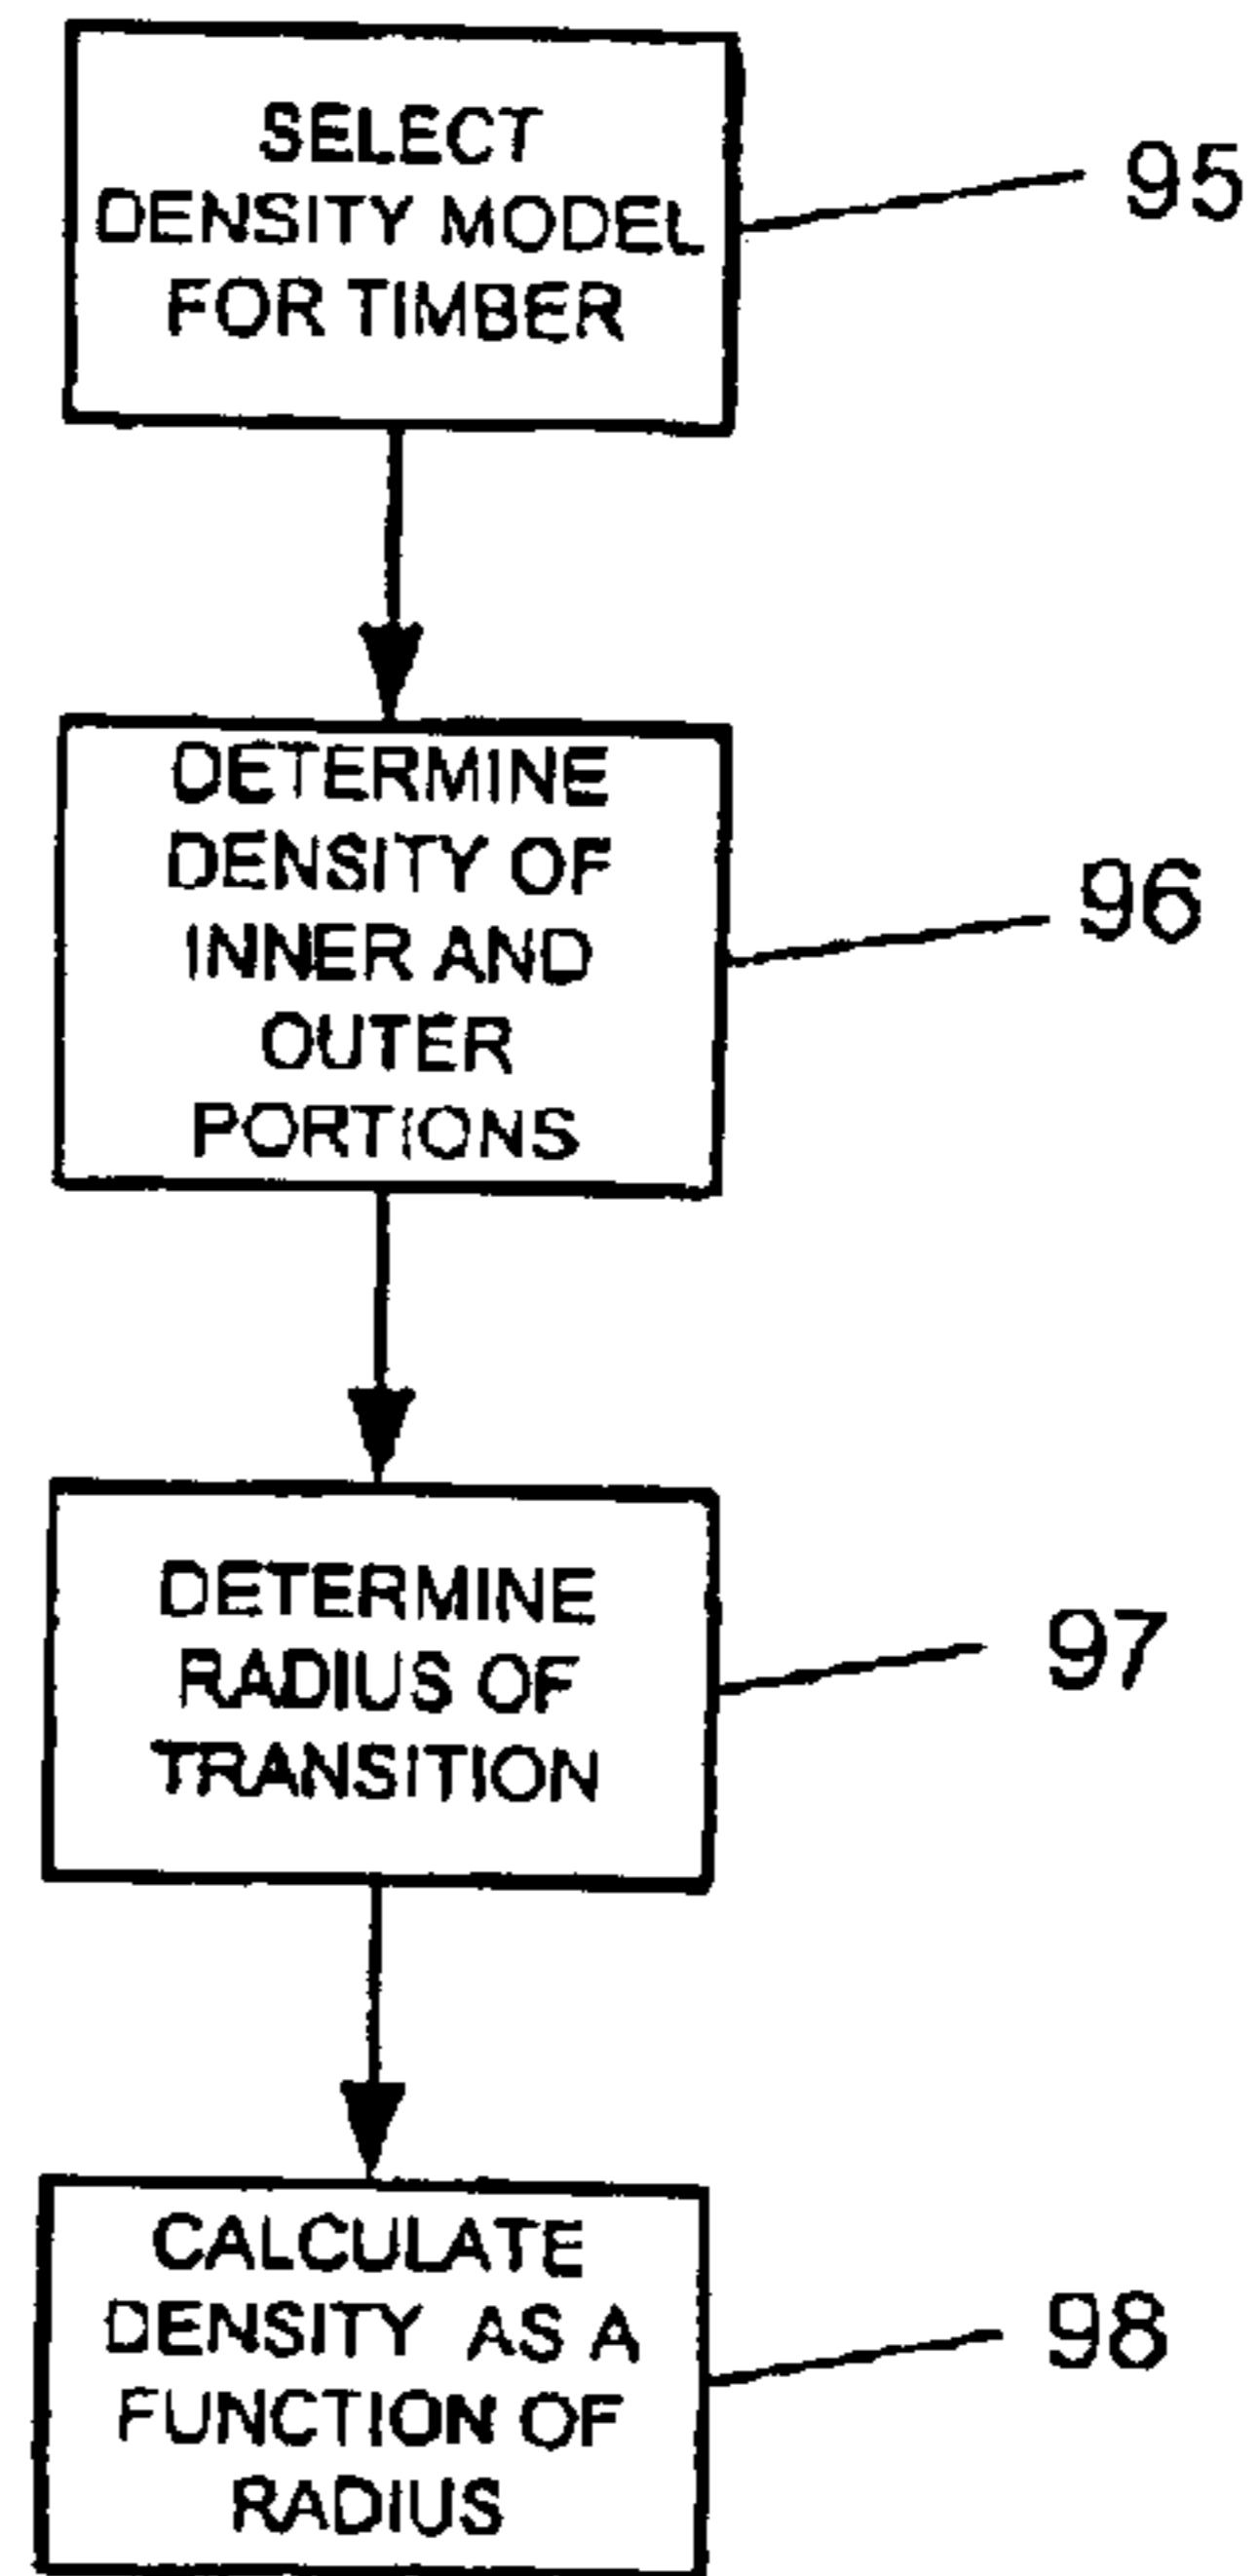 SELECT
DENSITY MODEL
FOR TIMBER
95
DETERMINE
DENSITY OF
INNER AND
OUTER
PORTIONS
96
DETERMINE
RADIUS OF
TRANSITION
97
CALCULATE
DENSITY AS A
FUNCTION OF
RADIUS
98